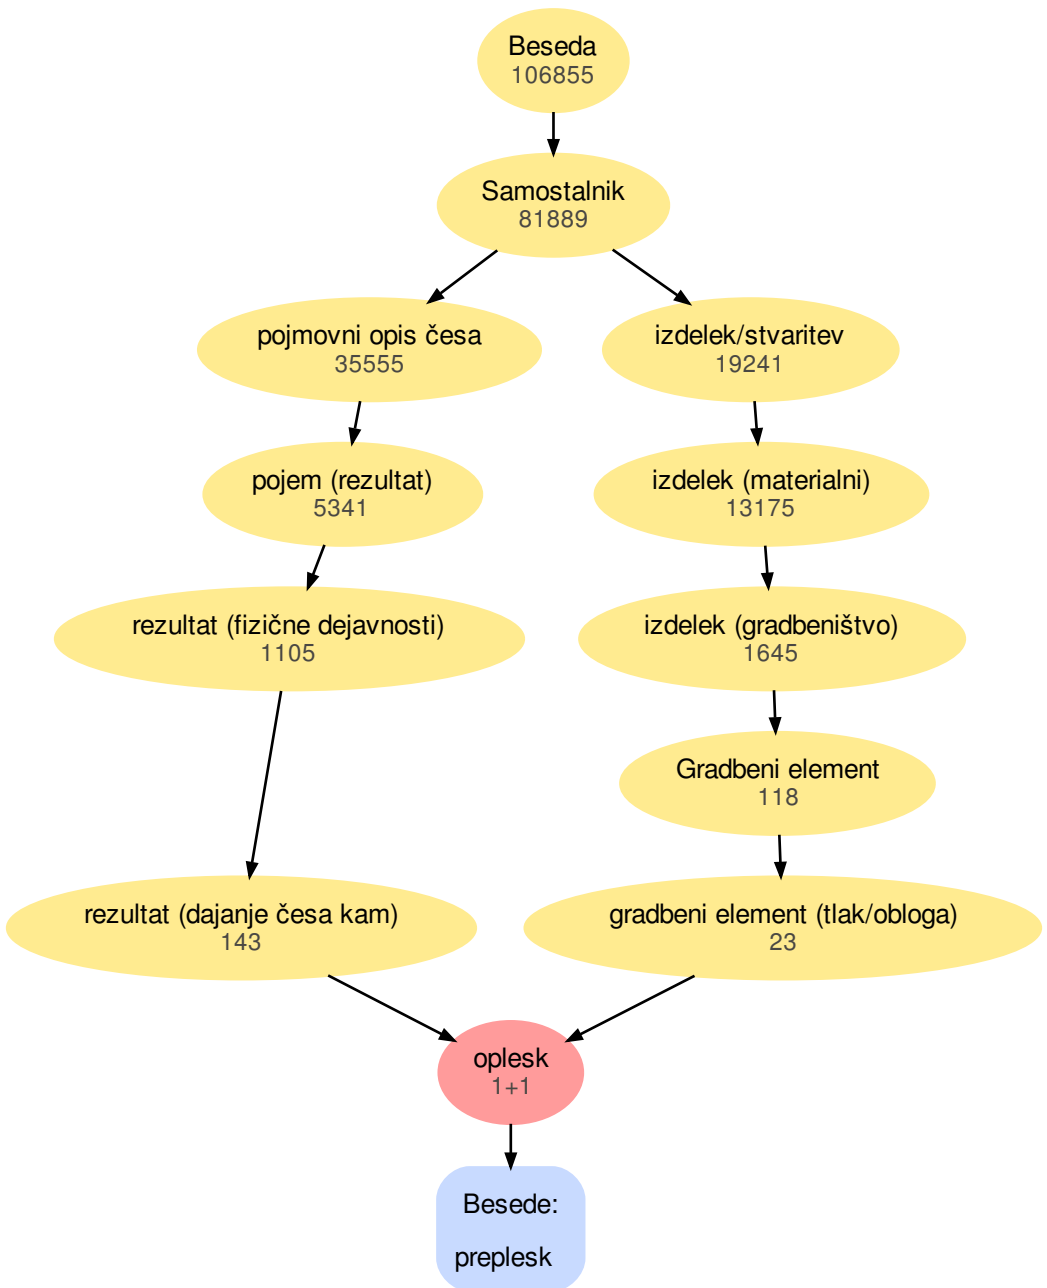 Beseda
106855
Samostalnik
81889
pojmovni opis česa
35555
izdelek/stvaritev
19241
pojem (rezultat)
5341
izdelek (materialni)
13175
rezultat (fizične dejavnosti)
1105
izdelek (gradbeništvo)
1645
Gradbeni element
118
rezultat (dajanje česa kam)
143
gradbeni element (tlak/obloga)
23
oplesk
1+1
Besede:
preplesk